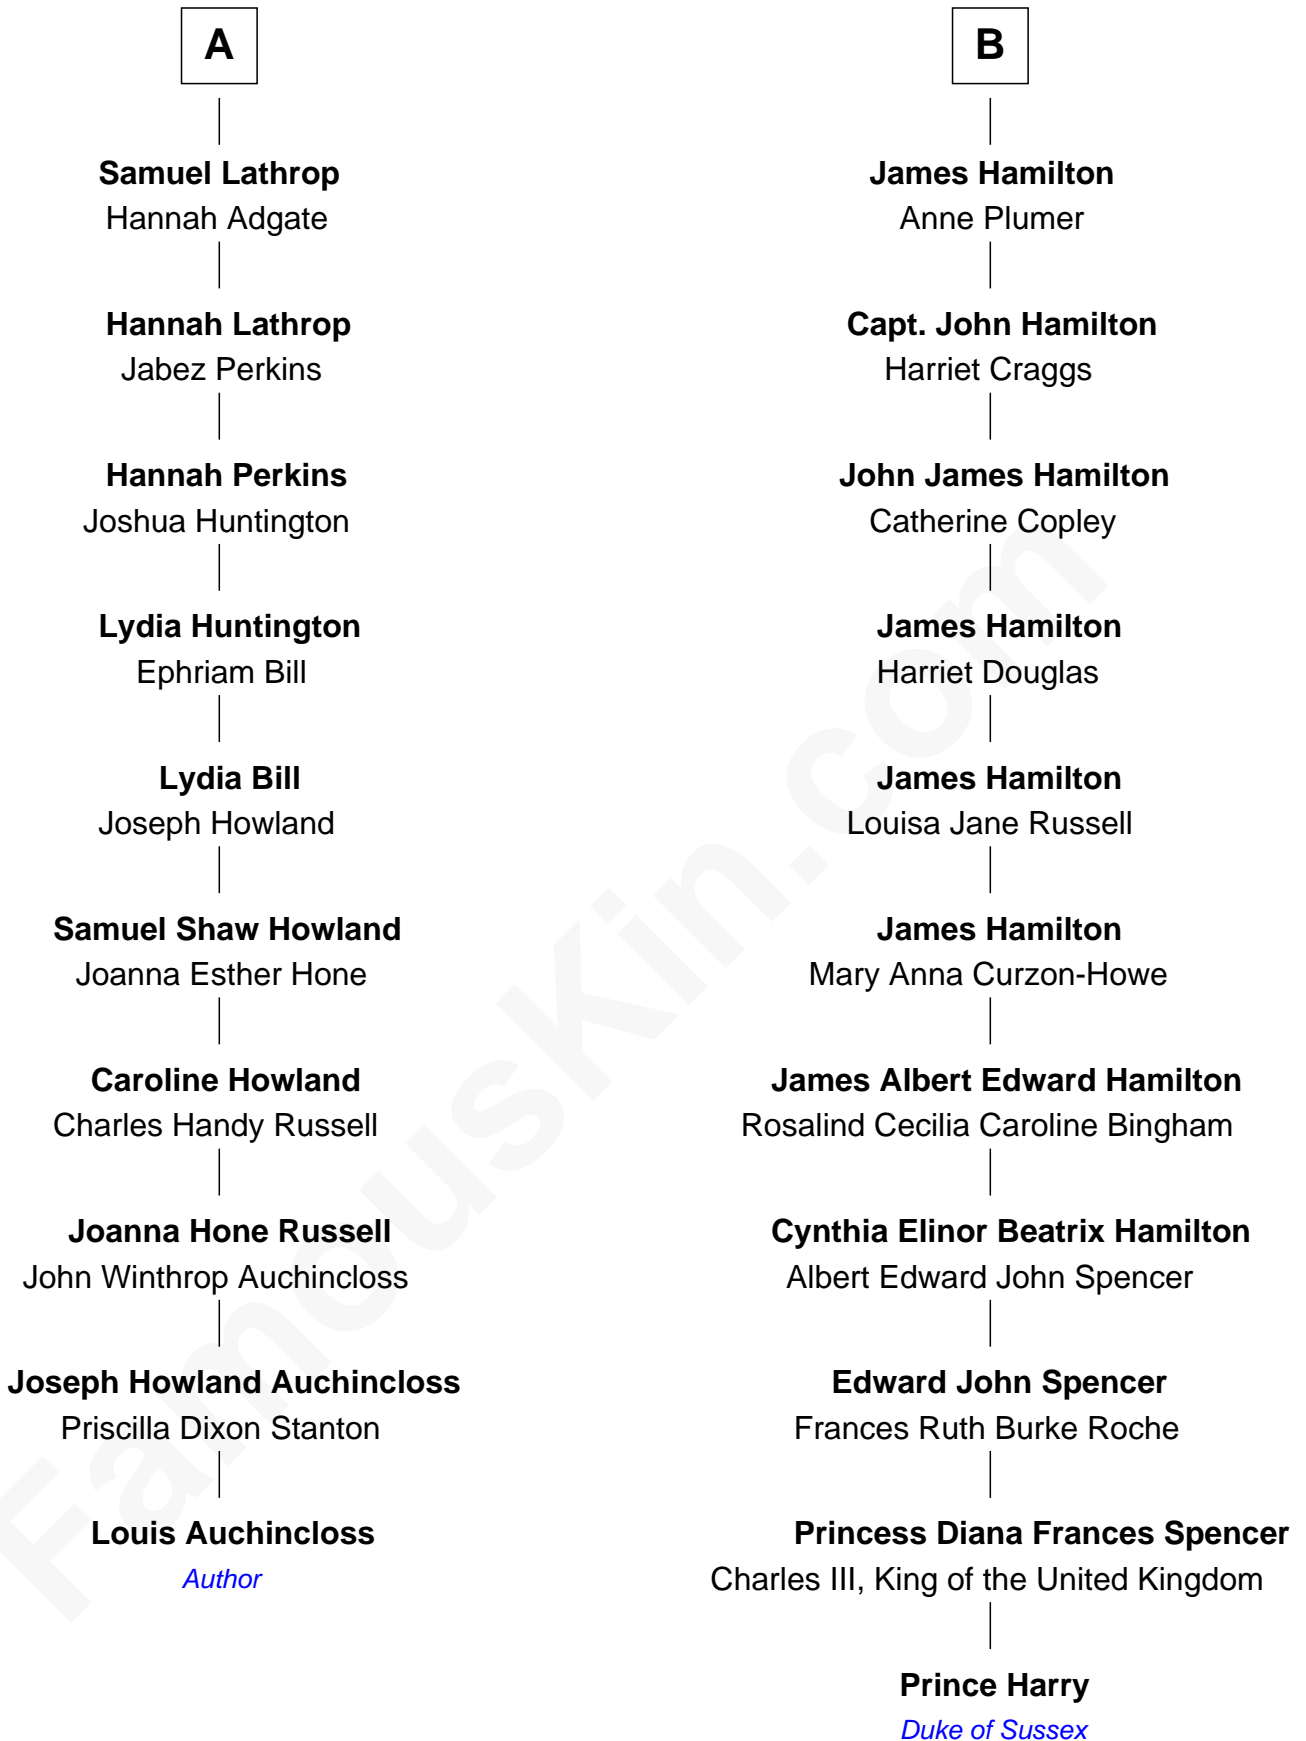 A
Samuel Lathrop
Hannah Adgate
Hannah Lathrop
Jabez Perkins
Hannah Perkins
Joshua Huntington
Lydia Huntington
Ephriam Bill
Lydia Bill
Joseph Howland
Samuel Shaw Howland
Joanna Esther Hone
Caroline Howland
Charles Handy Russell
Joanna Hone Russell
John Winthrop Auchincloss
Joseph Howland Auchincloss
Priscilla Dixon Stanton
Louis Auchincloss
Author
B
James Hamilton
Anne Plumer
Capt. John Hamilton
Harriet Craggs
John James Hamilton
Catherine Copley
James Hamilton
Harriet Douglas
James Hamilton
Louisa Jane Russell
James Hamilton
Mary Anna Curzon-Howe
James Albert Edward Hamilton
Rosalind Cecilia Caroline Bingham
Cynthia Elinor Beatrix Hamilton
Albert Edward John Spencer
Edward John Spencer
Frances Ruth Burke Roche
Princess Diana Frances Spencer
Charles III, King of the United Kingdom
Prince Harry
Duke of Sussex
FamousKin.com